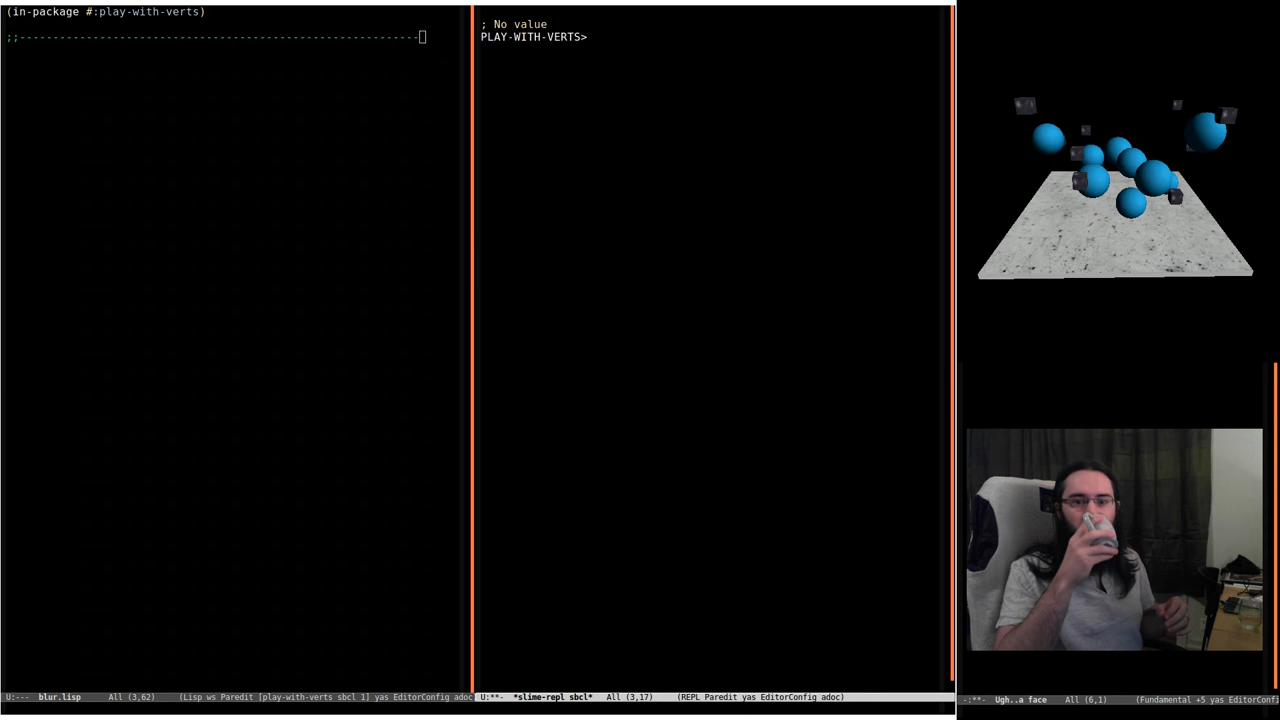 (in-package #:play-with-verts)
;;------------------------------------------------------------
; No value
PLAY-WITH-VERTS>
U:--- blur.lisp All (3,62) (Lisp ws Paredit [play-with-verts sbcl 1] yas EditorConfig adoc
U:**- *slime-repl sbcl* All (3,17) (REPL Paredit yas EditorConfig adoc)
-:**- Ugh..a face All (6,1) (Fundamental +5 yas EditorConfi